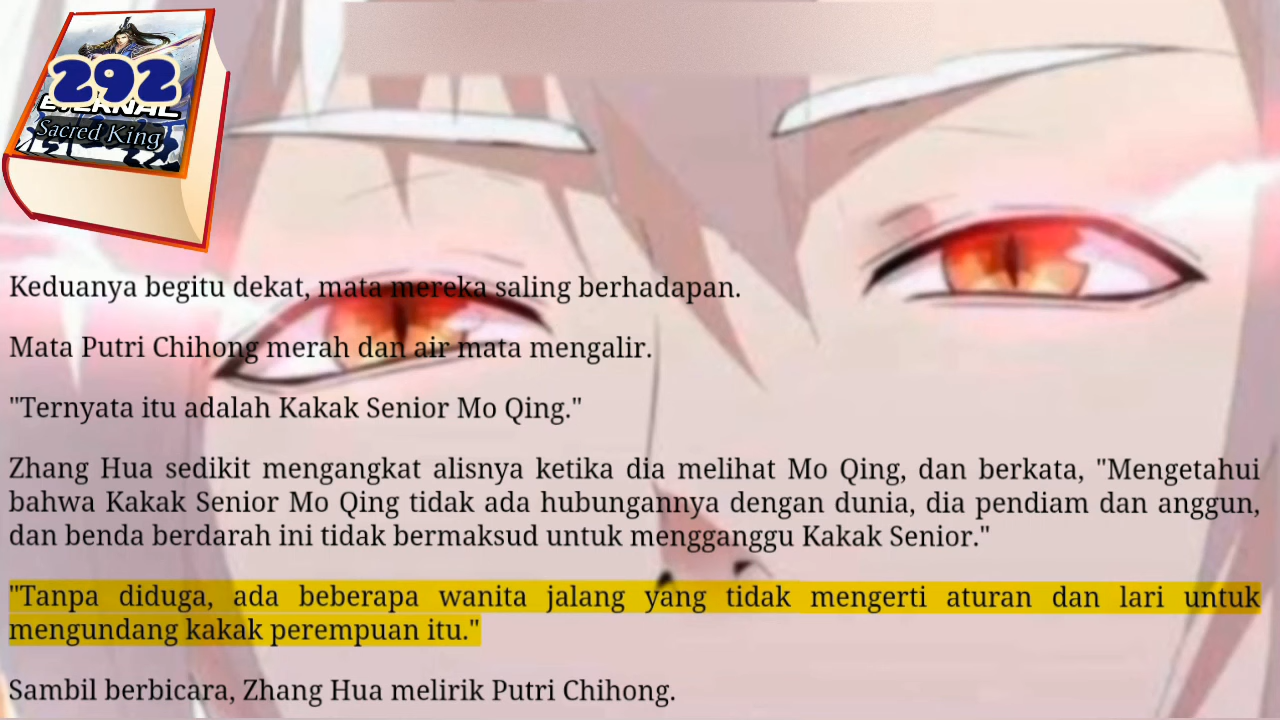 292
ETERNAL
Sacred King
Keduanya begitu dekat, mata mereka saling berhadapan.
Mata Putri Chihong merah dan air mata mengalir.
"Ternyata itu adalah Kakak Senior Mo Qing."
Zhang Hua sedikit mengangkat alisnya ketika dia melihat Mo Qing, dan berkata, "Mengetahui
bahwa Kakak Senior Mo Qing tidak ada hubungannya dengan dunia, dia pendiam dan anggun,
dan benda berdarah ini tidak bermaksud untuk mengganggu Kakak Senior."
"Tanpa diduga, ada beberapa wanita jalang yang tidak mengerti aturan dan lari untuk
mengundang kakak perempuan itu."
Sambil berbicara, Zhang Hua melirik Putri Chihong.